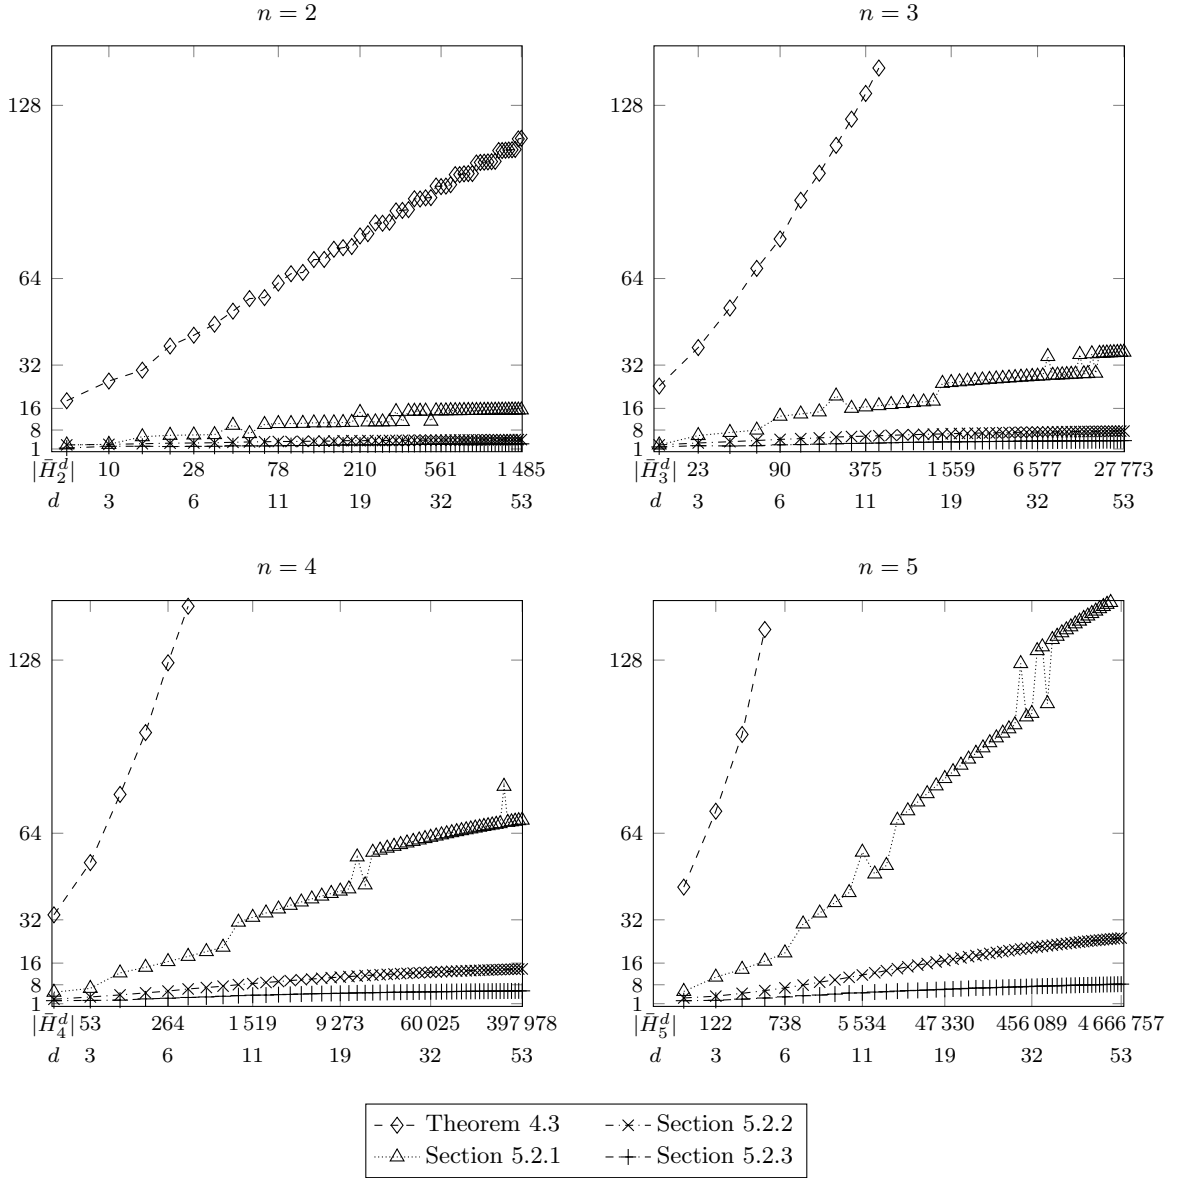 n = 2
128
64
32
16
8
1
|H̄₂ᵈ| 10 28 78 210 561 1 485
d 3 6 11 19 32 53
n = 3
128
64
32
16
8
1
|H̄₃ᵈ| 23 90 375 1 559 6 577 27 773
d 3 6 11 19 32 53
n = 4
128
64
32
16
8
1
|H̄₄ᵈ| 53 264 1 519 9 273 60 025 397 978
d 3 6 11 19 32 53
n = 5
128
64
32
16
8
1
|H̄₅ᵈ| 122 738 5 534 47 330 456 089 4 666 757
d 3 6 11 19 32 53
Theorem 4.3 Section 5.2.2
Section 5.2.1 Section 5.2.3